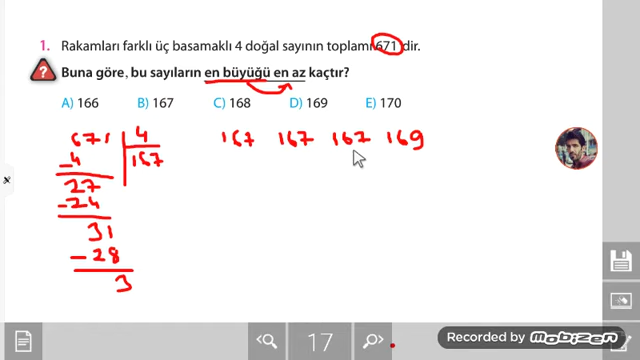 1. Rakamları farklı üç basamaklı 4 doğal sayının toplamı 671 dir.
Buna göre, bu sayıların en büyüğü en az kaçtır?
A) 166 B) 167 C) 168 D) 169 E) 170
671 4 167 167 167 169
-4 167
27
-24
31
-28
3
17
Recorded by mobizen